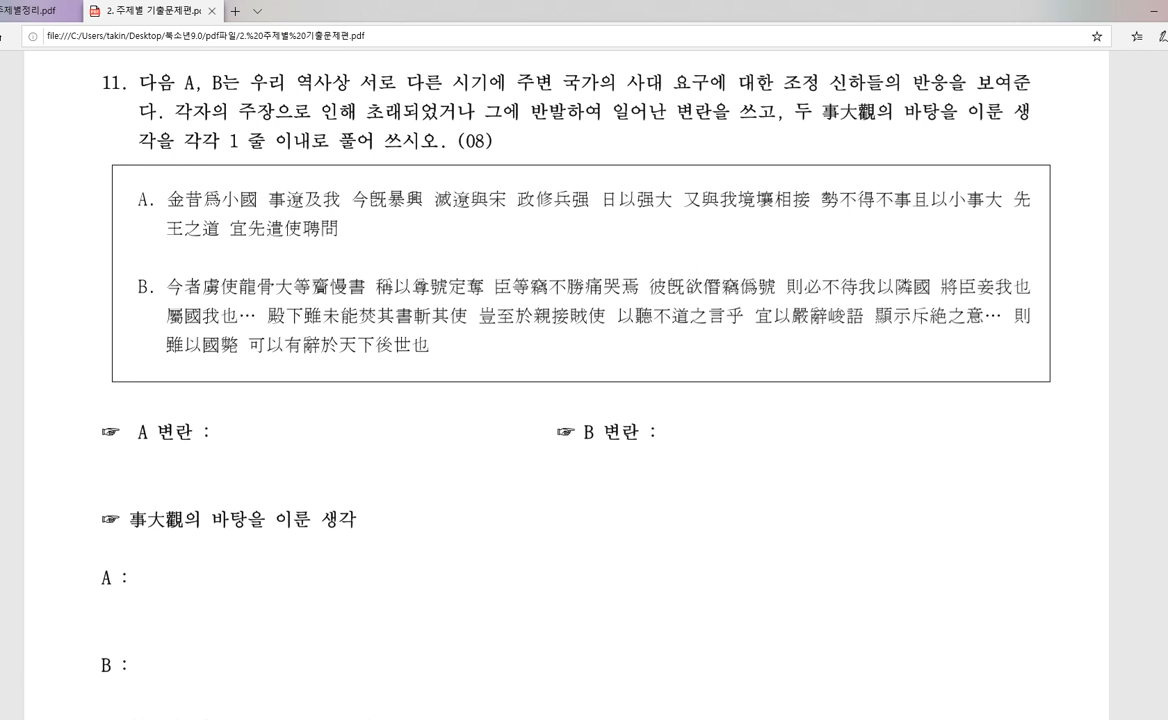 주제별정리.pdf
2. 주제별 기출문제편.pdf
file:///C:/Users/takin/Desktop/북소년9.0/pdf파일/2.%20주제별%20기출문제편.pdf
11. 다음 A, B는 우리 역사상 서로 다른 시기에 주변 국가의 사대 요구에 대한 조정 신하들의 반응을 보여준
다. 각자의 주장으로 인해 초래되었거나 그에 반발하여 일어난 변란을 쓰고, 두 事大觀의 바탕을 이룬 생
각을 각각 1 줄 이내로 풀어 쓰시오. (08)
A. 金昔爲小國 事遼及我 今旣暴興 滅遼與宋 政修兵强 日以强大 又與我境壤相接 勢不得不事且以小事大 先
王之道 宜先遣使聘問
B. 今者虜使龍骨大等齎慢書 稱以尊號定奪 臣等竊不勝痛哭焉 彼旣欲僭竊僞號 則必不待我以隣國 將臣妾我也
屬國我也… 殿下雖未能焚其書斬其使 豈至於親接賊使 以聽不道之言乎 宜以嚴辭峻語 顯示斥絶之意… 則
雖以國斃 可以有辭於天下後世也
☞ A 변란 :
☞ B 변란 :
☞ 事大觀의 바탕을 이룬 생각
A :
B :